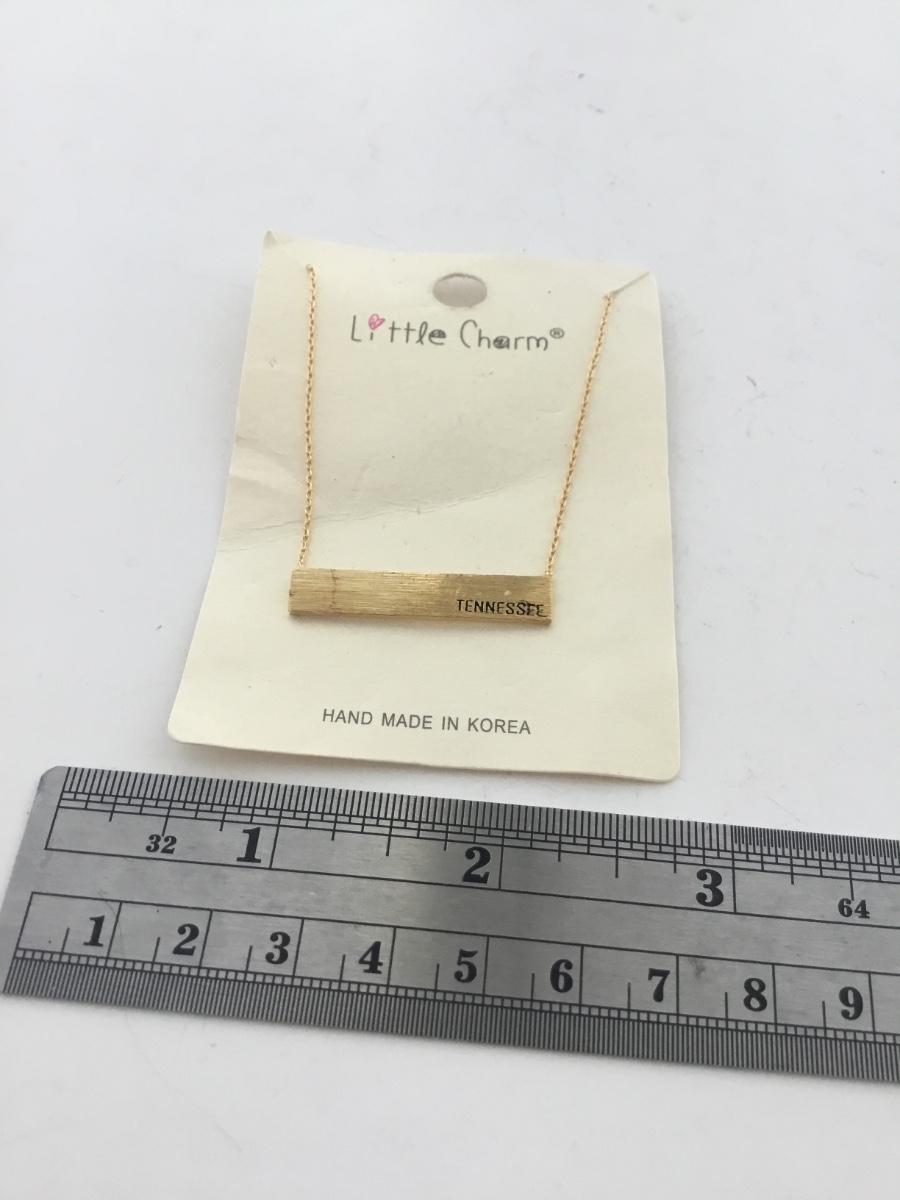 Little Charm®
TENNESSEE
HAND MADE IN KOREA
32 1 2 3 64
1 2 3 4 5 6 7 8 9